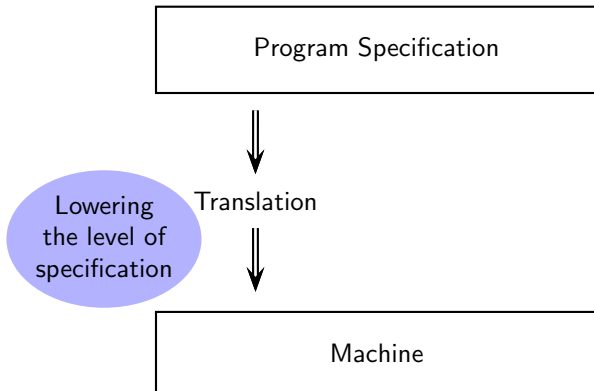 Program Specification
Translation
Lowering
the level of
specification
Machine